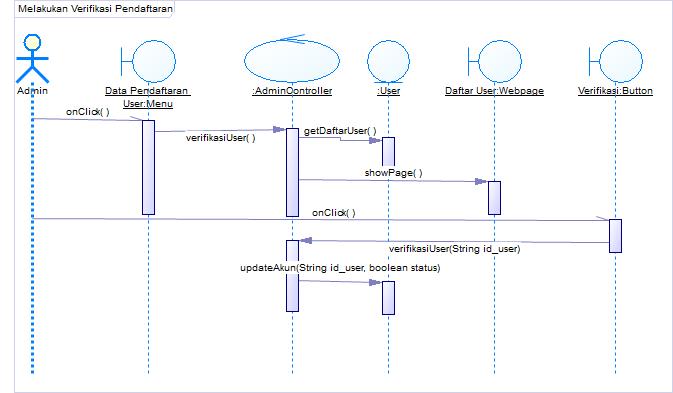 Melakukan Verifikasi Pendaftaran
Admin
Data Pendaftaran
User:Menu
:AdminController
:User
Daftar User:Webpage
Verifikasi:Button
onClick( )
verifikasiUser( )
getDaftarUser( )
showPage( )
onClick( )
verifikasiUser(String id_user)
updateAkun(String id_user, boolean status)